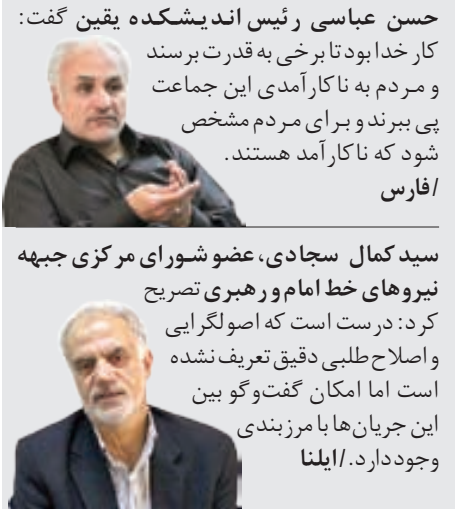 حسن عباسی رئیس اندیشکده یقین گفت:
کار خدا بود تا برخی به قدرت برسند
و مردم به ناکارآمدی این جماعت
پی ببرند و برای مردم مشخص
شود که ناکارآمد هستند.
/فارس
سید کمال سجادی، عضو شورای مرکزی جبهه
نیروهای خط امام و رهبری تصریح
کرد: درست است که اصولگرایی
و اصلاح‌طلبی دقیق تعریف نشده
است اما امکان گفت‌وگو بین
این جریان‌ها با مرزبندی
وجود دارد./ایلنا